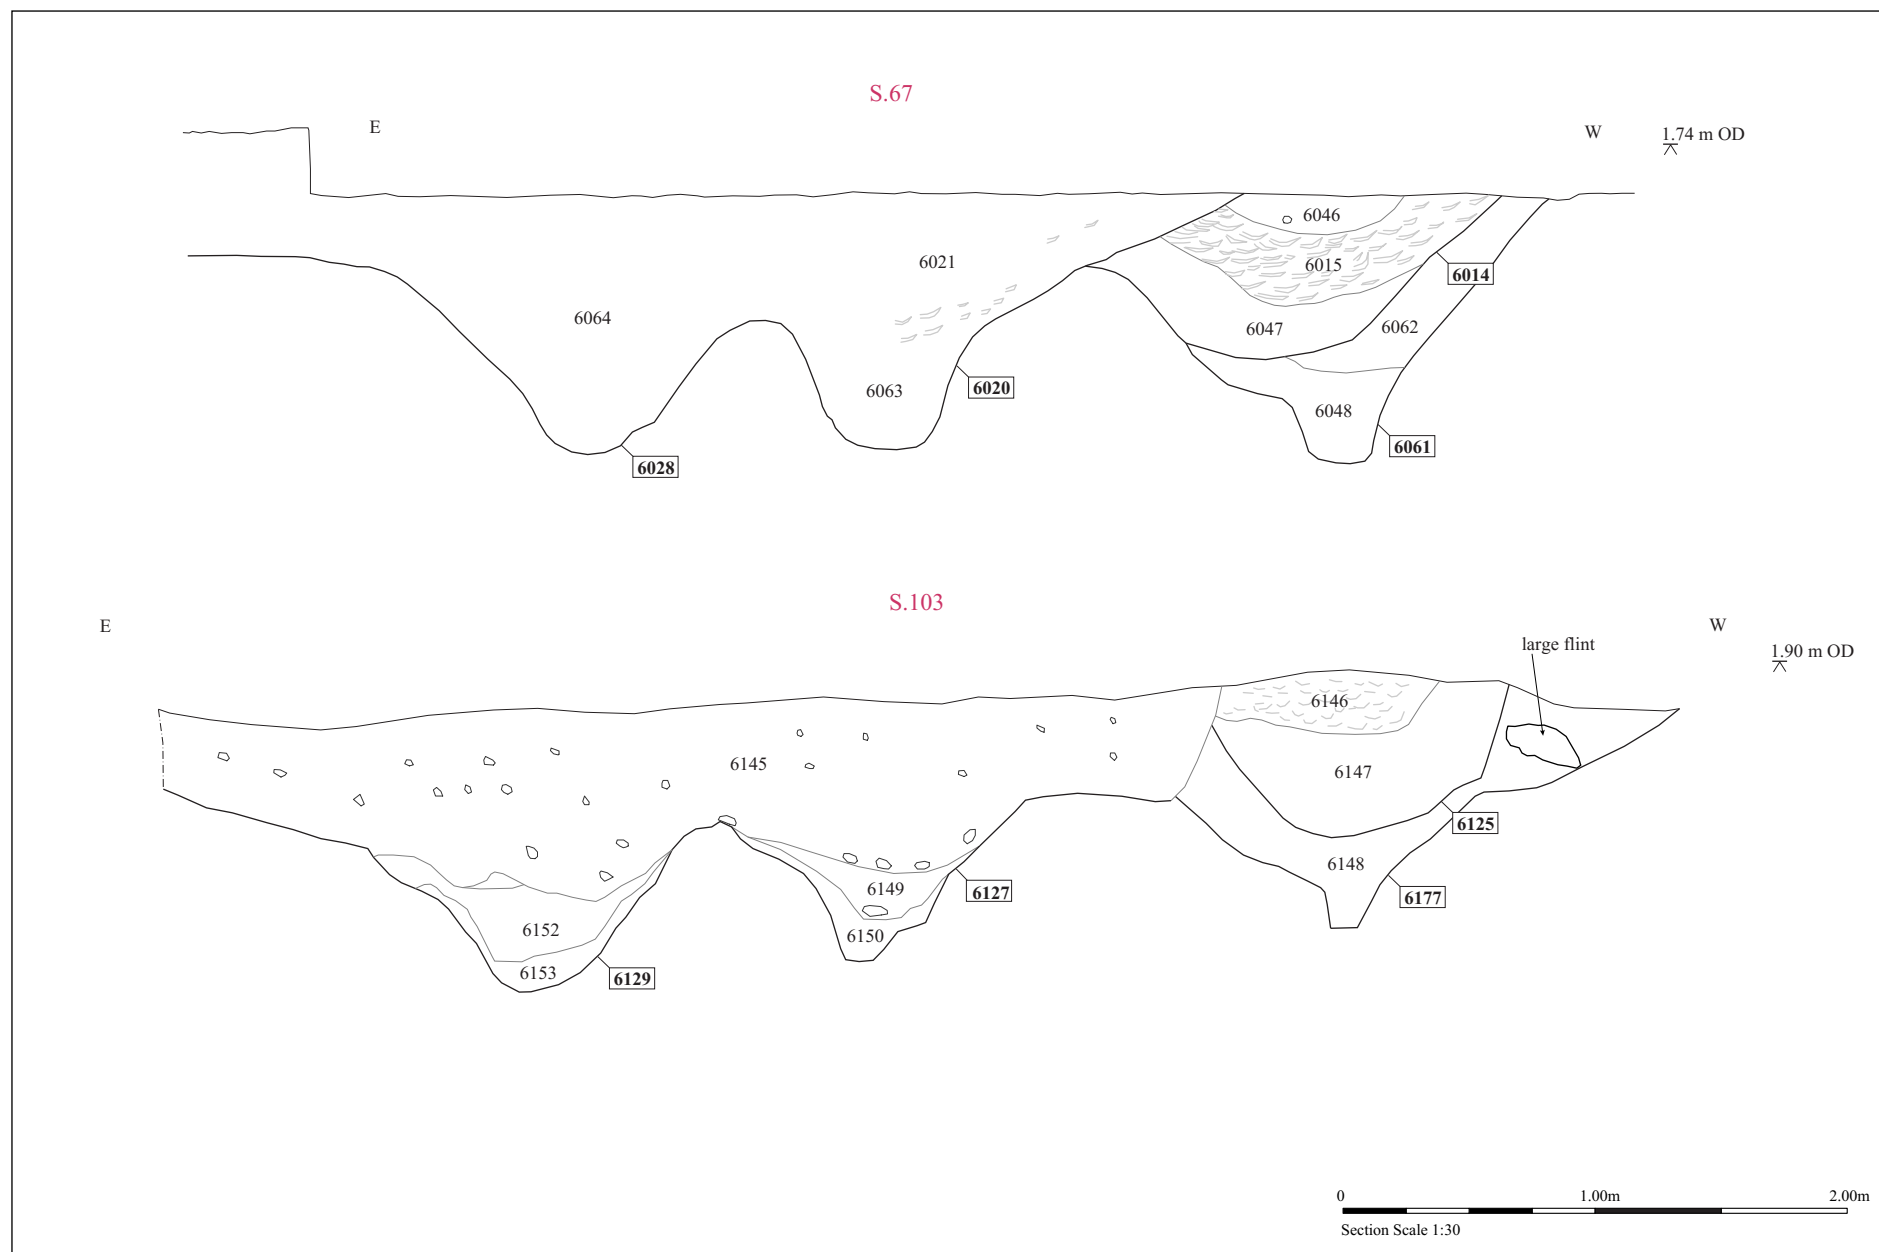 S.67
E
W
1.74 m OD
6046
6021
6015
6014
6064
6047
6062
6063
6020
6048
6061
6028
S.103
E
W
large flint
1.90 m OD
6146
6145
6147
6125
6148
6149
6127
6177
6152
6150
6153
6129
0 1.00m 2.00m
Section Scale 1:30